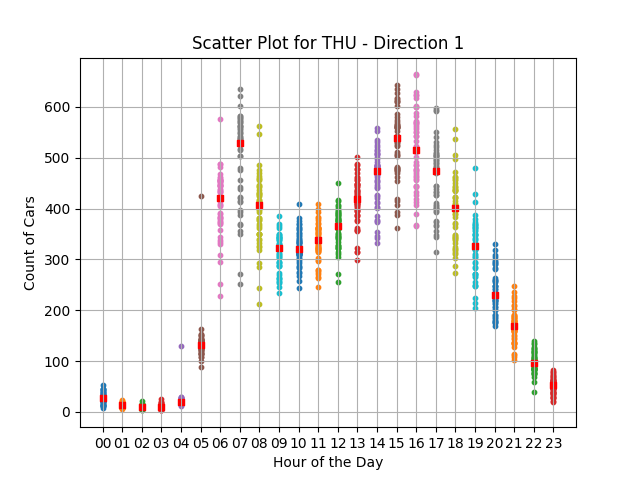 Scatter Plot for THU - Direction 1
Count of Cars
600
500
400
300
200
100
0
00 01 02 03 04 05 06 07 08 09 10 11 12 13 14 15 16 17 18 19 20 21 22 23
Hour of the Day